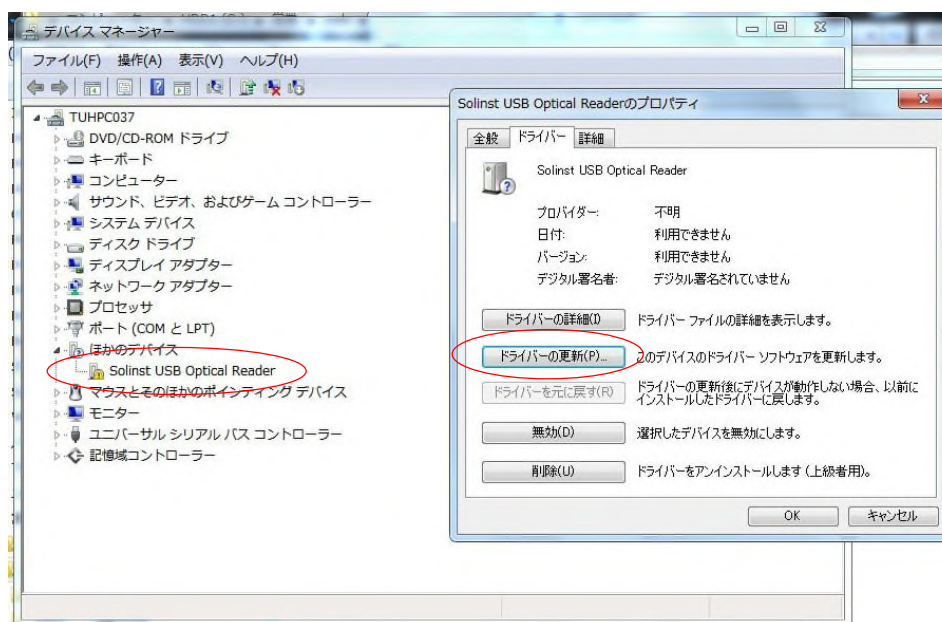 デバイス マネージャー
ファイル(F) 操作(A) 表示(V) ヘルプ(H)
TUHPC037
DVD/CD-ROM ドライブ
キーボード
コンピューター
サウンド、ビデオ、およびゲーム コントローラー
システム デバイス
ディスク ドライブ
ディスプレイ アダプター
ネットワーク アダプター
プロセッサ
ポート (COM と LPT)
ほかのデバイス
Solinst USB Optical Reader
マウスとそのほかのポインティング デバイス
モニター
ユニバーサル シリアル バス コントローラー
記憶域コントローラー
Solinst USB Optical Readerのプロパティ
全般 ドライバー 詳細
Solinst USB Optical Reader
プロバイダー: 不明
日付: 利用できません
バージョン: 利用できません
デジタル署名者: デジタル署名されていません
ドライバーの詳細(I) ドライバー ファイルの詳細を表示します。
ドライバーの更新(P)... このデバイスのドライバー ソフトウェアを更新します。
ドライバーを元に戻す(R) ドライバーの更新後にデバイスが動作しない場合、以前に
インストールしたドライバーに戻します。
無効(D) 選択したデバイスを無効にします。
削除(U) ドライバーをアンインストールします (上級者用)。
OK キャンセル